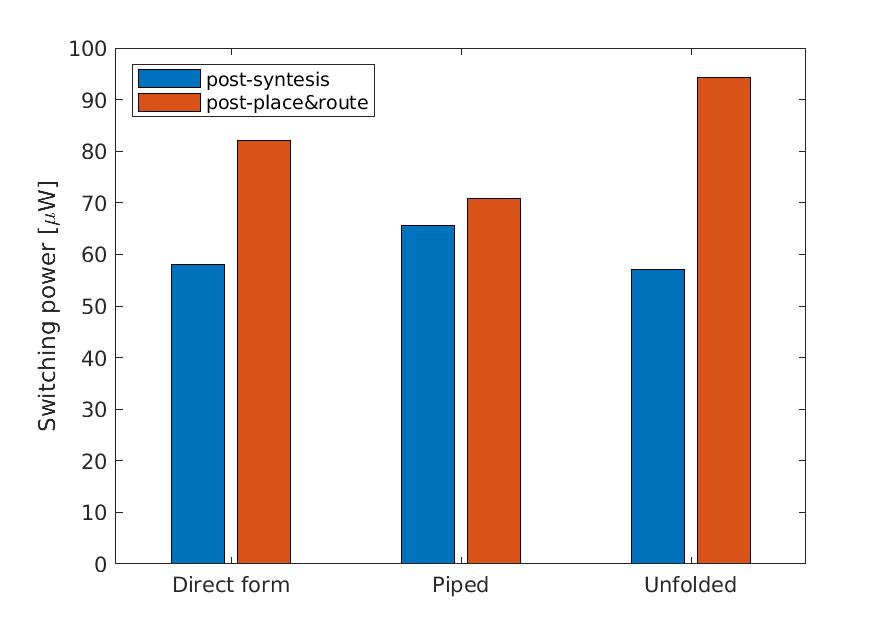 100
90
80
70
60
50
40
30
20
10
0
Switching power [μW]
post-syntesis
post-place&route
Direct form
Piped
Unfolded